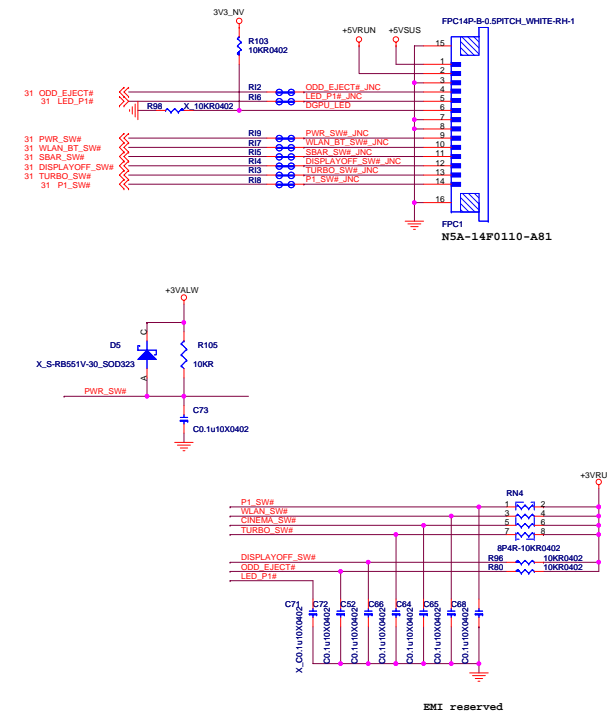 3V3_NV
FPC14P-B-0.5PITCH_WHITE-RH-1
+5VRUN
+5VSUS
R103
10KR0402
15
1
2
3
31 ODD_EJECT#
RI2
ODD_EJECT#_JNC
4
31 LED_P1#
RI6
LED_P1#_JNC
5
R98
X_10KR0402
DGPU_LED
6
7
8
31 PWR_SW#
RI9
PWR_SW#_JNC
9
31 WLAN_BT_SW#
RI7
WLAN_BT_SW#_JNC
10
31 SBAR_SW#
RI5
SBAR_SW#_JNC
11
31 DISPLAYOFF_SW#
RI4
DISPLAYOFF_SW#_JNC
12
31 TURBO_SW#
RI3
TURBO_SW#_JNC
13
31 P1_SW#
RI8
P1_SW#_JNC
14
16
FPC1
N5A-14F0110-A81
+3VALW
D5
C
R105
X_S-RB551V-30_SOD323
10KR
A
PWR_SW#
C73
C0.1u10X0402
+3VRU
RN4
P1_SW#
1
2
WLAN_SW#
3
4
CINEMA_SW#
5
6
TURBO_SW#
7
8
8P4R-10KR0402
DISPLAYOFF_SW#
R96
10KR0402
ODD_EJECT#
R80
10KR0402
LED_P1#
C71
C72
C52
C66
C64
C65
C68
X_C0.1u10X0402
C0.1u10X0402
C0.1u10X0402
C0.1u10X0402
C0.1u10X0402
C0.1u10X0402
C0.1u10X0402
EMI reserved